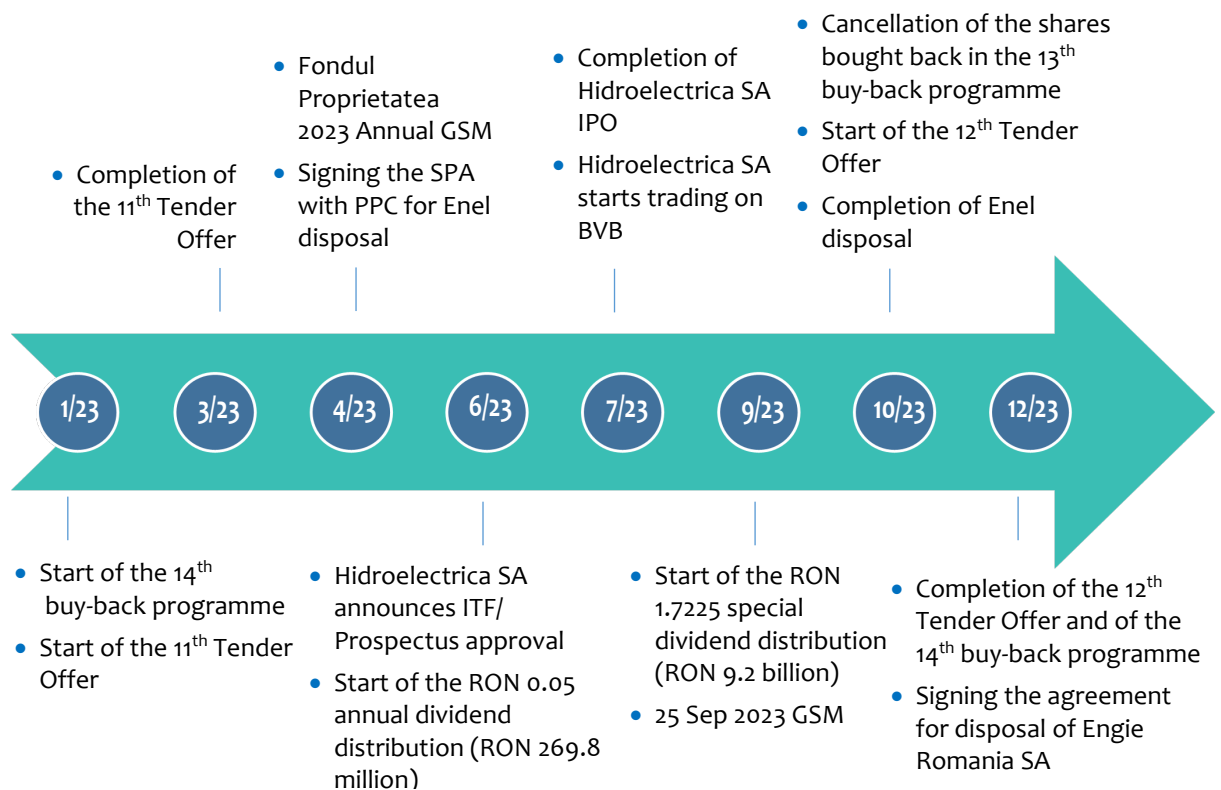 • Completion of
the 11th Tender
Offer
• Fondul
Proprietatea
2023 Annual GSM
• Signing the SPA
with PPC for Enel
disposal
• Completion of
Hidroelectrica SA
IPO
• Hidroelectrica SA
starts trading on
BVB
• Cancellation of the shares
bought back in the 13th
buy-back programme
• Start of the 12th Tender
Offer
• Completion of Enel
disposal
1/23
3/23
4/23
6/23
7/23
9/23
10/23
12/23
• Start of the 14th
buy-back programme
• Start of the 11th Tender
Offer
• Hidroelectrica SA
announces ITF/
Prospectus approval
• Start of the RON 0.05
annual dividend
distribution (RON 269.8
million)
• Start of the RON
1.7225 special
dividend distribution
(RON 9.2 billion)
• 25 Sep 2023 GSM
• Completion of the 12th
Tender Offer and of the
14th buy-back programme
• Signing the agreement
for disposal of Engie
Romania SA